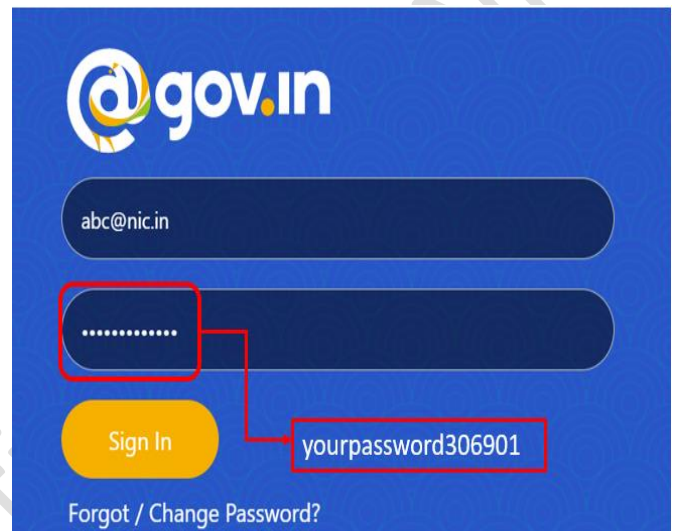 @gov.in
abc@nic.in
•••••••••••••
Sign In
yourpassword306901
Forgot / Change Password?